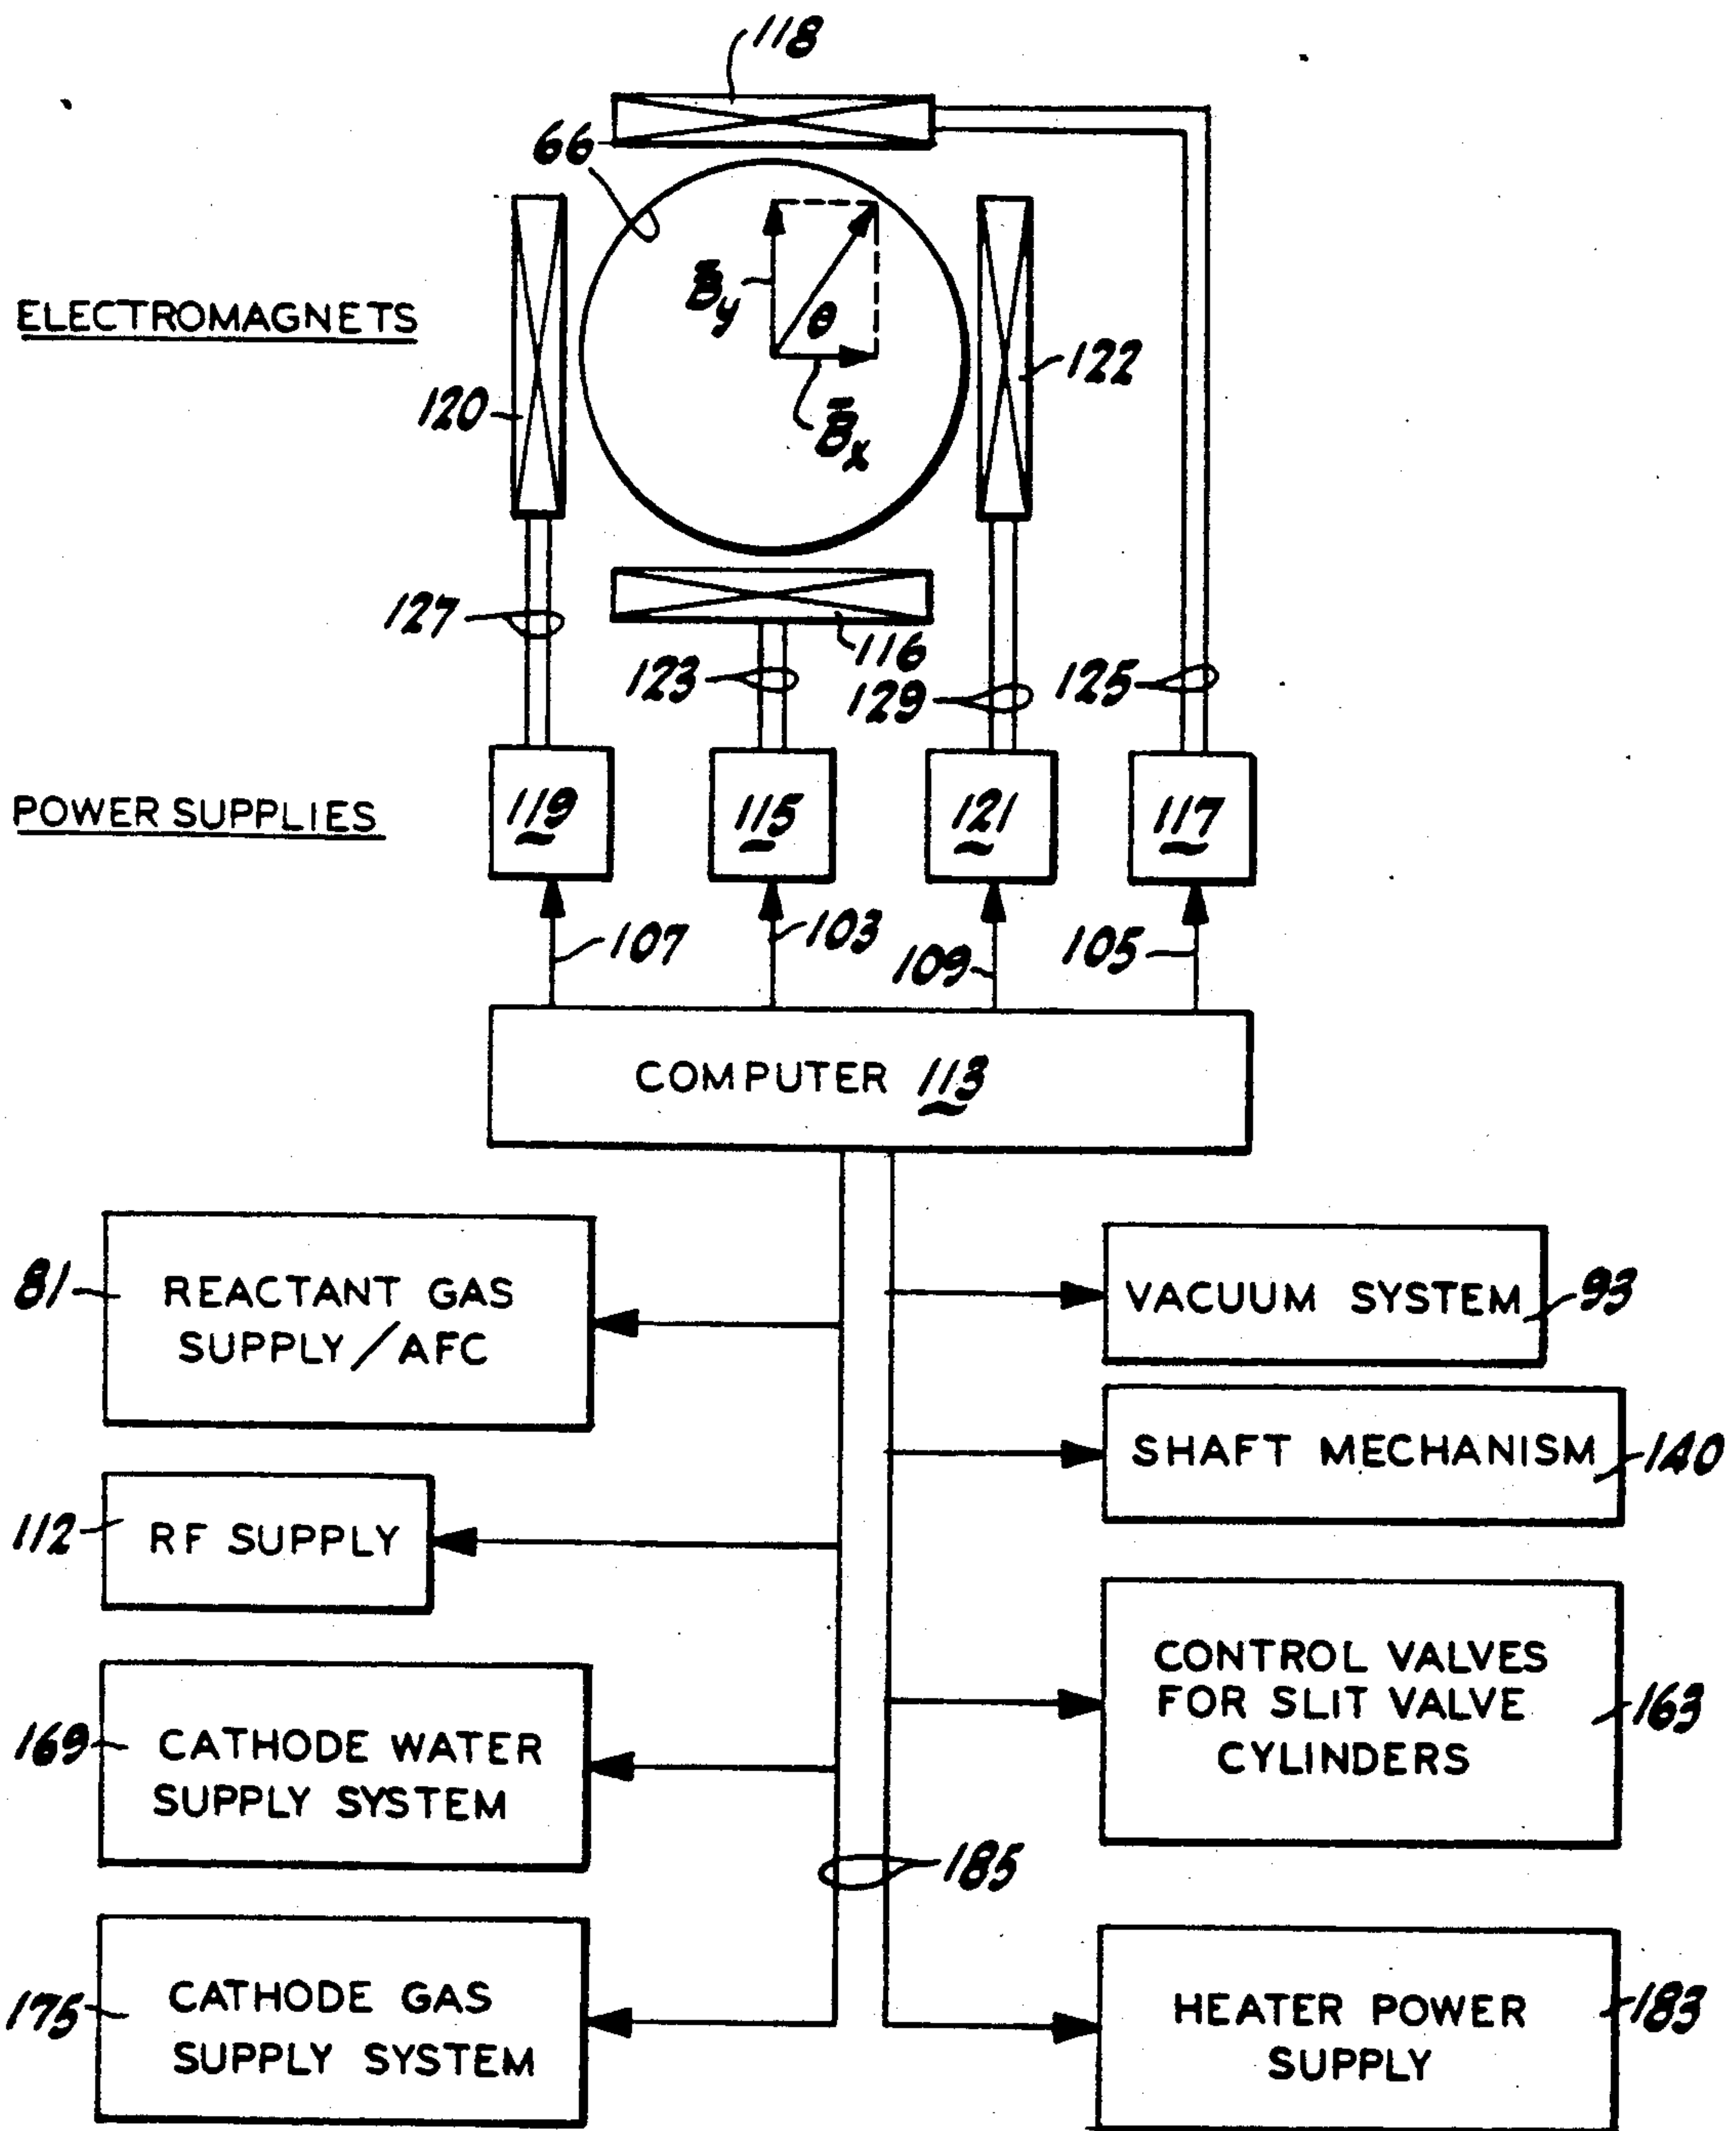 118
66
B̄y
θ
B̄x
ELECTROMAGNETS
120
122
127
116
123
129
125
POWER SUPPLIES
119
115
121
117
107
103
109
105
COMPUTER 113
81
REACTANT GAS
SUPPLY/AFC
VACUUM SYSTEM
93
SHAFT MECHANISM
140
112
RF SUPPLY
CONTROL VALVES
FOR SLIT VALVE
CYLINDERS
163
169
CATHODE WATER
SUPPLY SYSTEM
185
175
CATHODE GAS
SUPPLY SYSTEM
HEATER POWER
SUPPLY
183